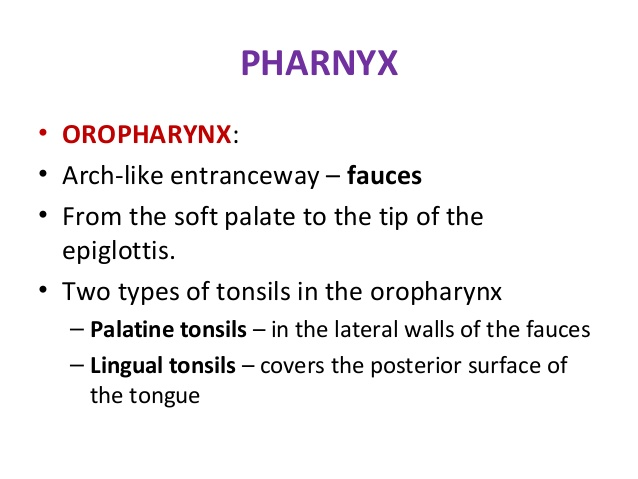 PHARNYX
• OROPHARYNX:
• Arch-like entranceway – fauces
• From the soft palate to the tip of the
epiglottis.
• Two types of tonsils in the oropharynx
– Palatine tonsils – in the lateral walls of the fauces
– Lingual tonsils – covers the posterior surface of
the tongue